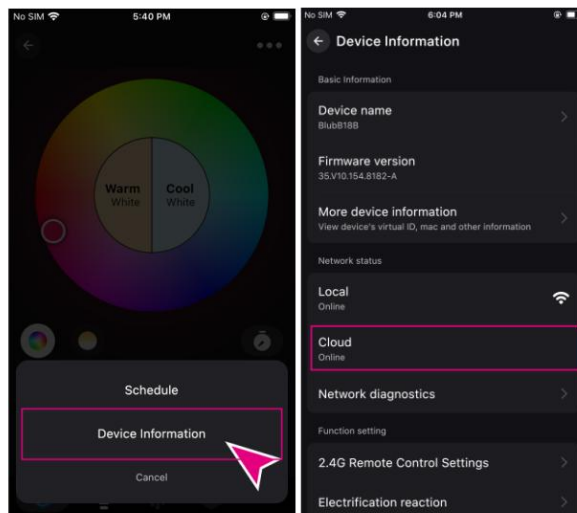 No SIM 5:40 PM
Warm
White
Cool
White
Schedule
Device Information
Cancel
No SIM 6:04 PM
Device Information
Basic Information
Device name
BlubB18B
Firmware version
35.V10.154.8182-A
More device information
View device's virtual ID, mac and other information
Network status
Local
Online
Cloud
Online
Network diagnostics
Function setting
2.4G Remote Control Settings
Electrification reaction